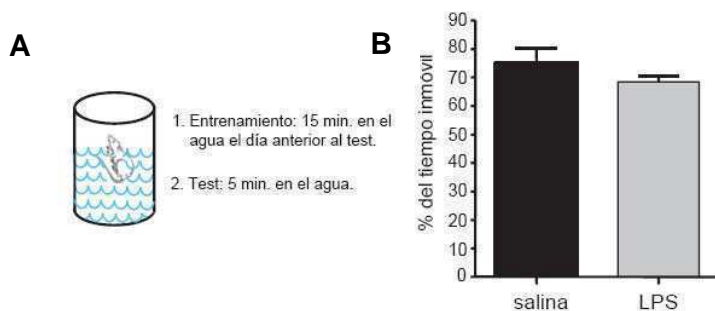 A
1. Entrenamiento: 15 min. en el
agua el día anterior al test.
2. Test: 5 min. en el agua.
B
% del tiempo inmóvil
90
80
70
60
50
40
30
20
10
0
salina
LPS